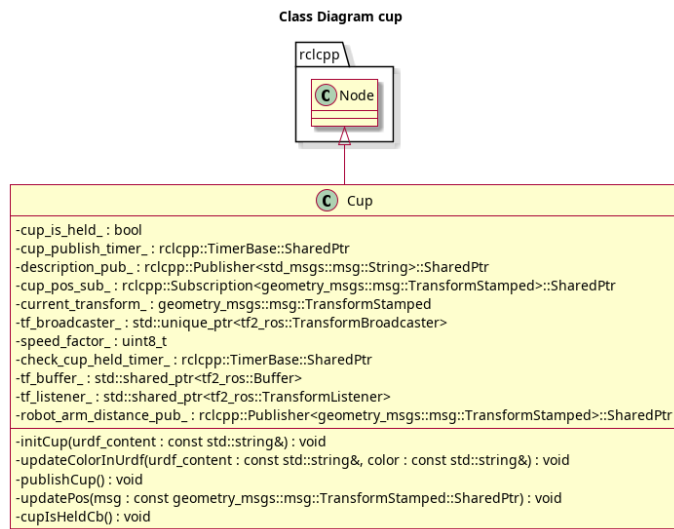 Class Diagram cup
rclcpp
C Node
C Cup
-cup_is_held_ : bool
-cup_publish_timer_ : rclcpp::TimerBase::SharedPtr
-description_pub_ : rclcpp::Publisher<std_msgs::msg::String>::SharedPtr
-cup_pos_sub_ : rclcpp::Subscription<geometry_msgs::msg::TransformStamped>::SharedPtr
-current_transform_ : geometry_msgs::msg::TransformStamped
-tf_broadcaster_ : std::unique_ptr<tf2_ros::TransformBroadcaster>
-speed_factor_ : uint8_t
-check_cup_held_timer_ : rclcpp::TimerBase::SharedPtr
-tf_buffer_ : std::shared_ptr<tf2_ros::Buffer>
-tf_listener_ : std::shared_ptr<tf2_ros::TransformListener>
-robot_arm_distance_pub_ : rclcpp::Publisher<geometry_msgs::msg::TransformStamped>::SharedPtr
-initCup(urdf_content : const std::string&) : void
-updateColorInUrdf(urdf_content : const std::string&, color : const std::string&) : void
-publishCup() : void
-updatePos(msg : const geometry_msgs::msg::TransformStamped::SharedPtr) : void
-cupIsHeldCb() : void